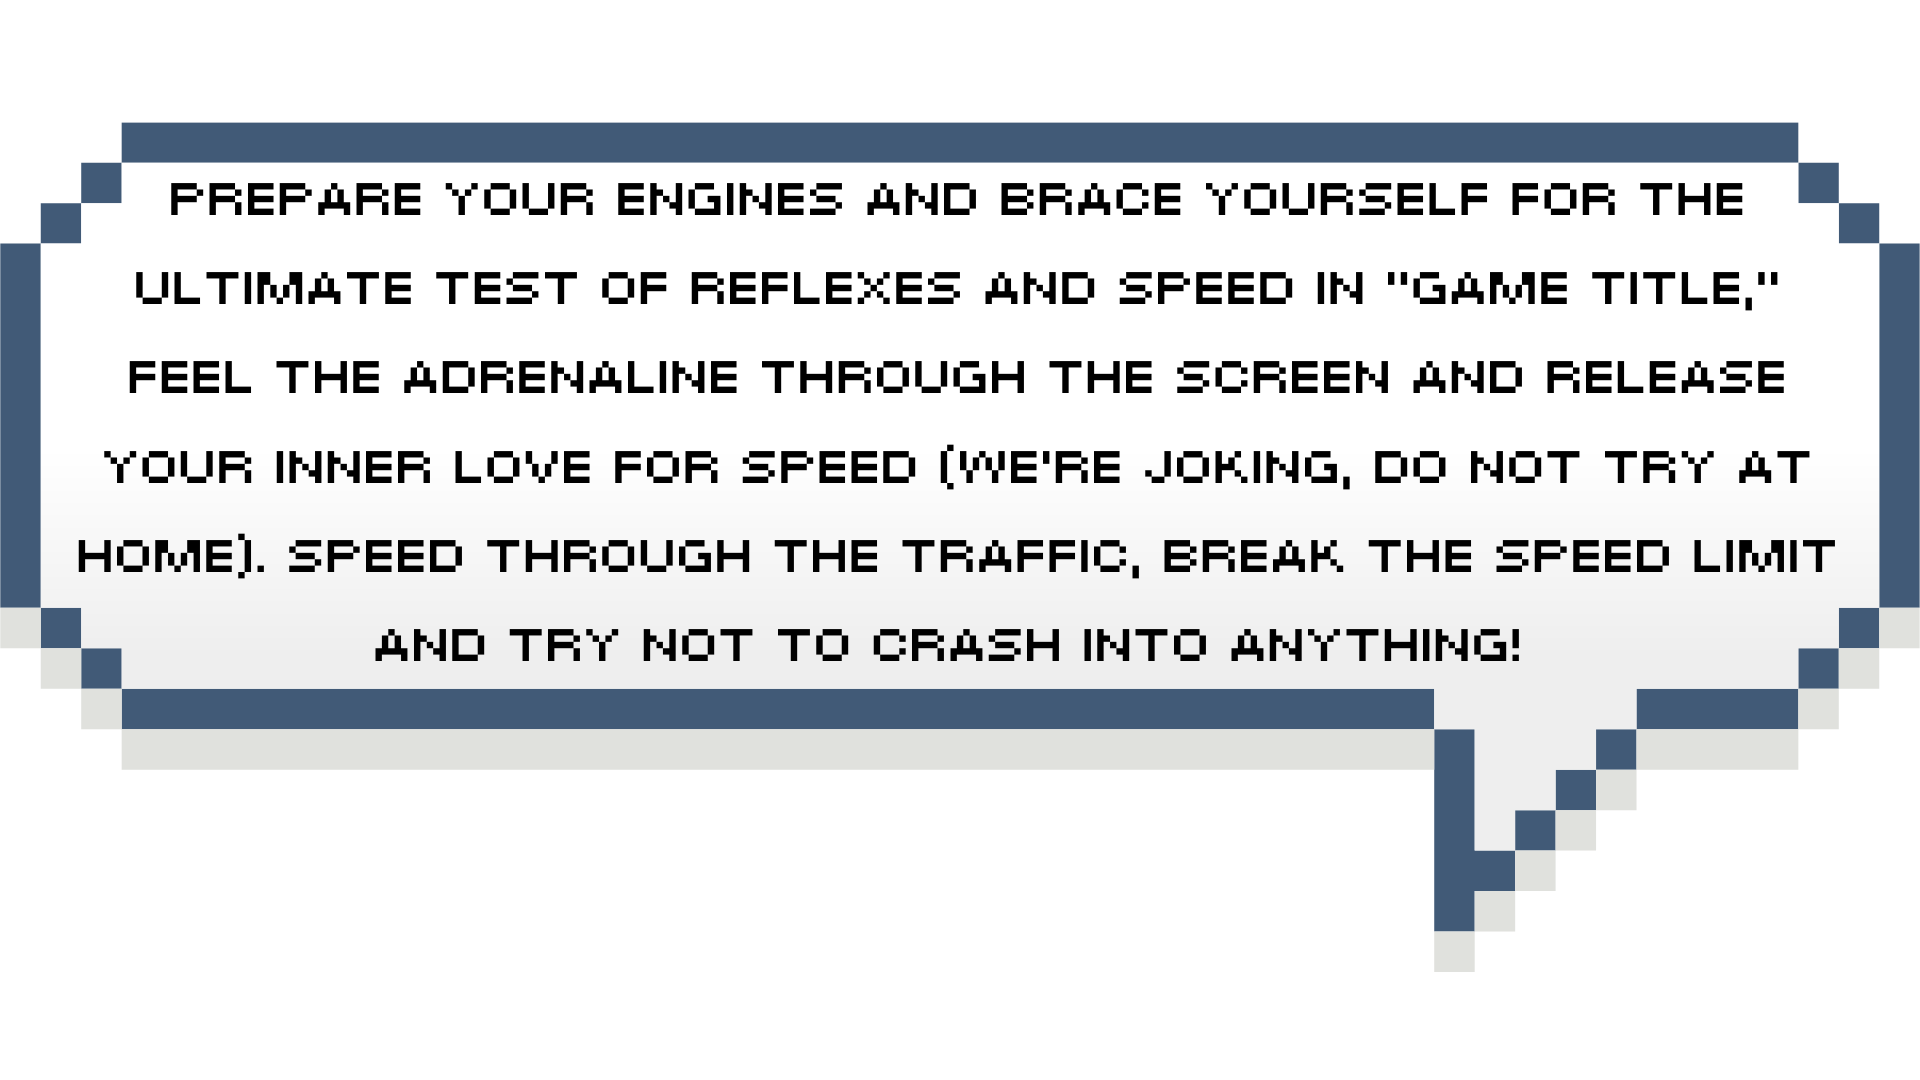 PREPARE YOUR ENGINES AND BRACE YOURSELF FOR THE
ULTIMATE TEST OF REFLEXES AND SPEED IN "GAME TITLE,"
FEEL THE ADRENALINE THROUGH THE SCREEN AND RELEASE
YOUR INNER LOVE FOR SPEED (WE'RE JOKING, DO NOT TRY AT
HOME). SPEED THROUGH THE TRAFFIC, BREAK THE SPEED LIMIT
AND TRY NOT TO CRASH INTO ANYTHING!